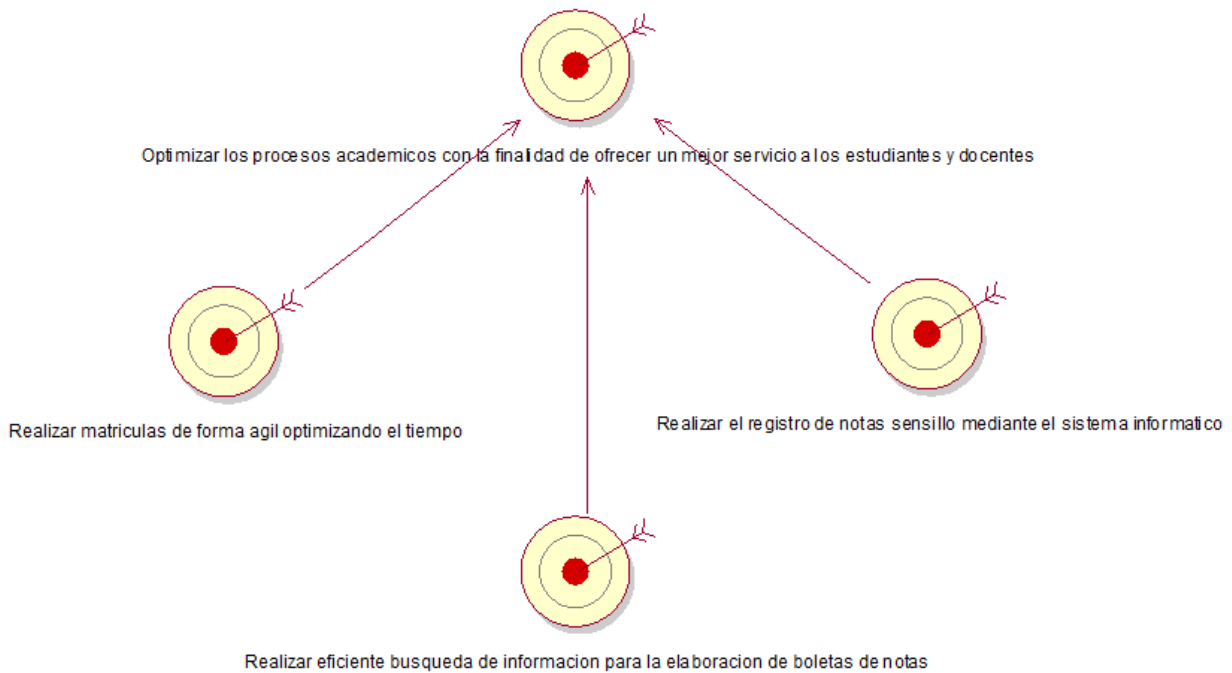 Optimizar los procesos academicos con la finalidad de ofrecer un mejor servicio a los estudiantes y docentes
Realizar matriculas de forma agil optimizando el tiempo
Realizar el registro de notas sensillo mediante el sistema informatico
Realizar eficiente busqueda de informacion para la elaboracion de boletas de notas